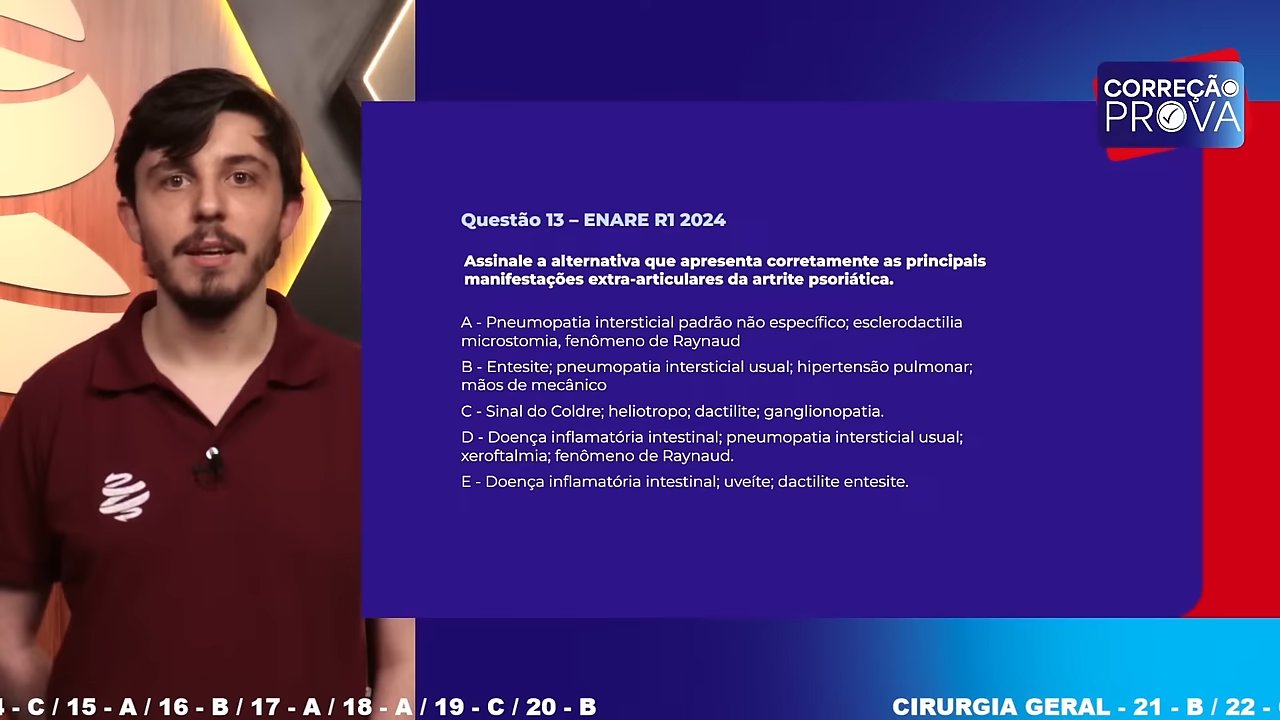 CORREÇÃO
PROVA
Questão 13 – ENARE R1 2024
Assinale a alternativa que apresenta corretamente as principais
manifestações extra-articulares da artrite psoriática.
A - Pneumopatia intersticial padrão não específico; esclerodactilia
microstomia, fenômeno de Raynaud
B - Entesite; pneumopatia intersticial usual; hipertensão pulmonar;
mãos de mecânico
C - Sinal do Coldre; heliotropo; dactilite; ganglionopatia.
D - Doença inflamatória intestinal; pneumopatia intersticial usual;
xeroftalmia; fenômeno de Raynaud.
E - Doença inflamatória intestinal; uveíte; dactilite entesite.
- C / 15 - A / 16 - B / 17 - A / 18 - A / 19 - C / 20 - B
CIRURGIA GERAL - 21 - B / 22 -